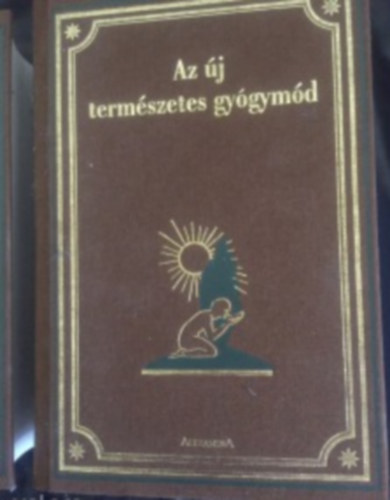 Az új
természetes gyógymód